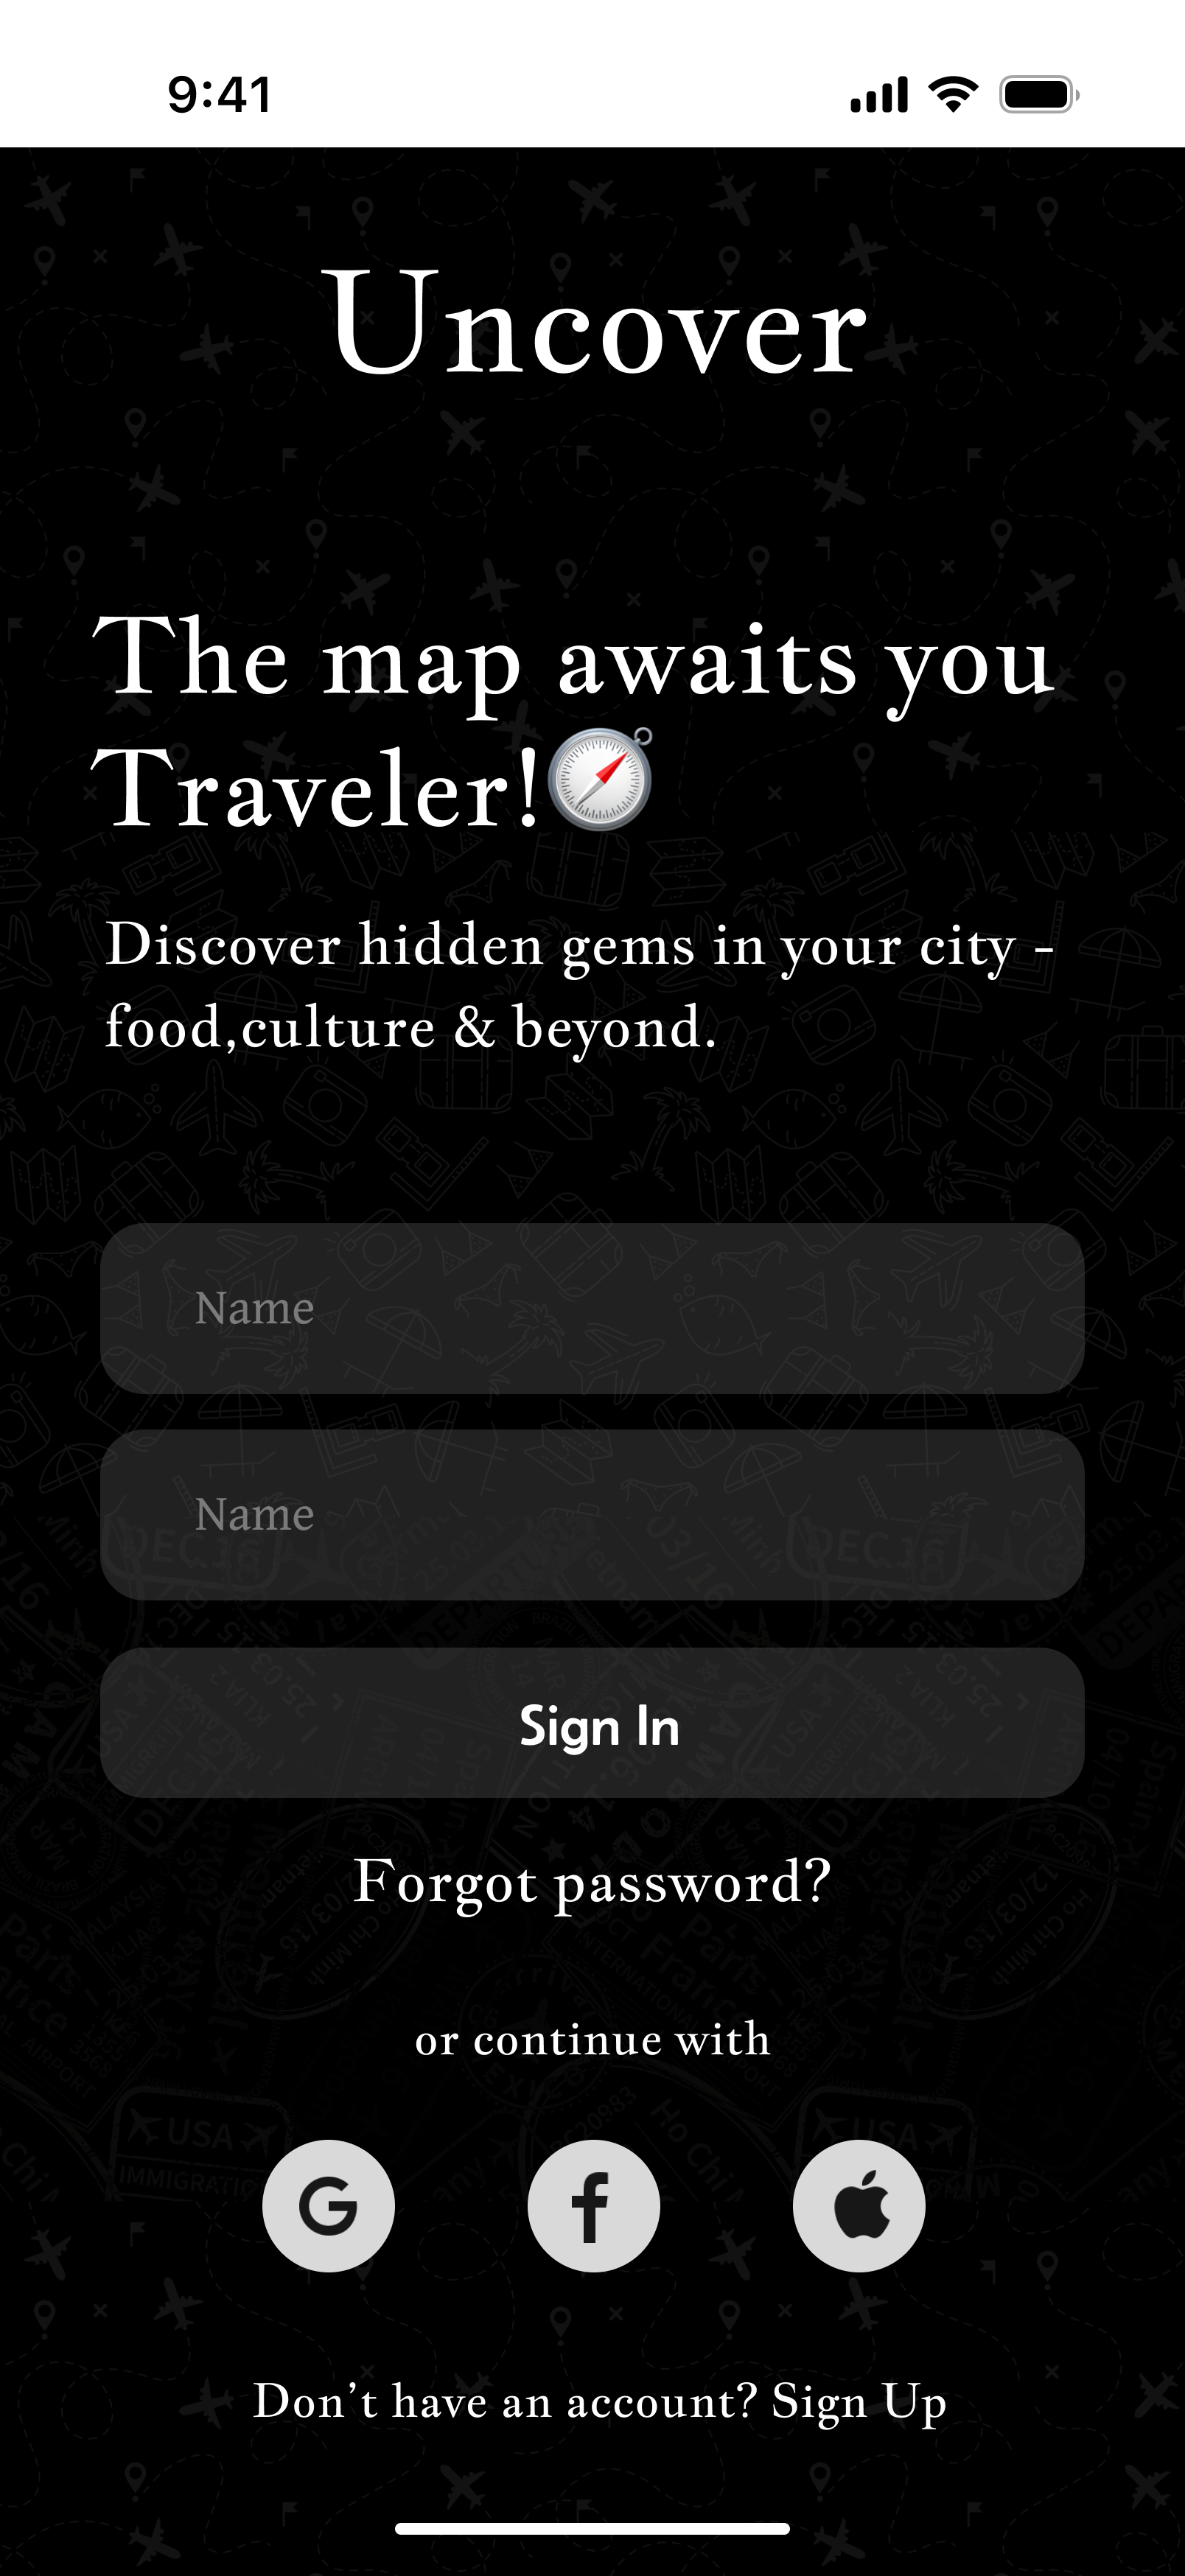 9:41
Uncover
The map awaits you
Traveler!
Discover hidden gems in your city -
food,culture & beyond.
Name
Name
Sign In
Forgot password?
or continue with
Don't have an account? Sign Up